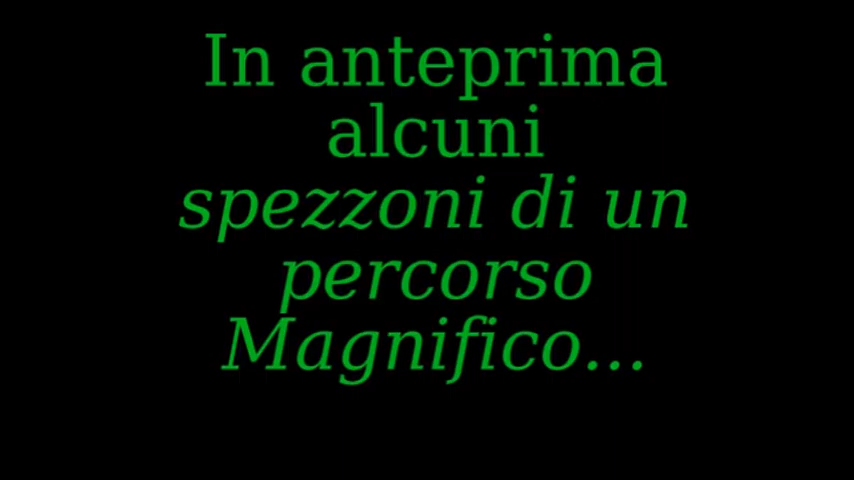 In anteprima
alcuni
spezzoni di un
percorso
Magnifico...